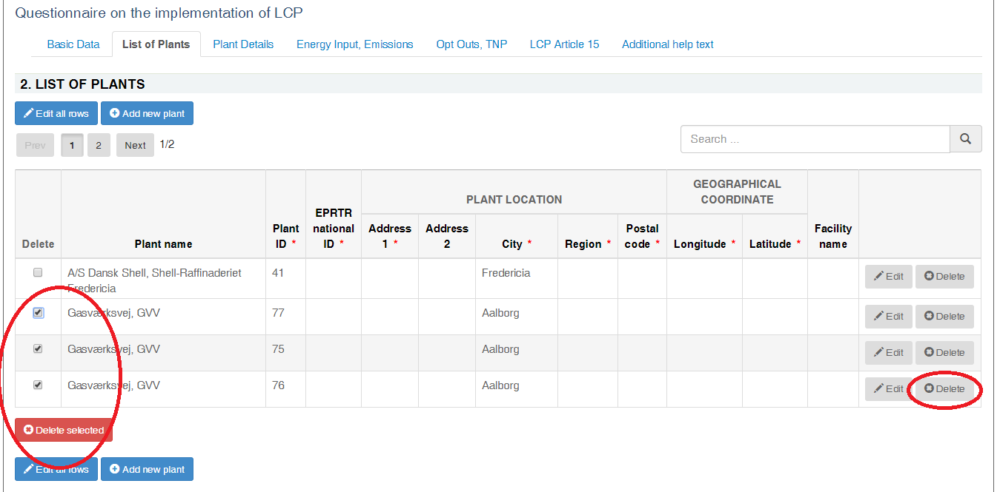 Questionnaire on the implementation of LCP
Basic Data List of Plants Plant Details Energy Input, Emissions Opt Outs, TNP LCP Article 15 Additional help text
2. LIST OF PLANTS
Edit all rows Add new plant
Prev 1 2 Next 1/2
Search ...
PLANT LOCATION
GEOGRAPHICAL
COORDINATE
Delete
Plant name
Plant
ID *
EPRTR
national
ID *
Address
1 *
Address
2
City *
Region *
Postal
code *
Longitude *
Latitude *
Facility
name
A/S Dansk Shell, Shell-Raffinaderiet
Fredericia
41 Fredericia Edit Delete
Gasværksvej, GVV 77 Aalborg Edit Delete
Gasværksvej, GVV 75 Aalborg Edit Delete
Gasværksvej, GVV 76 Aalborg Edit Delete
Delete selected
Edit all rows Add new plant